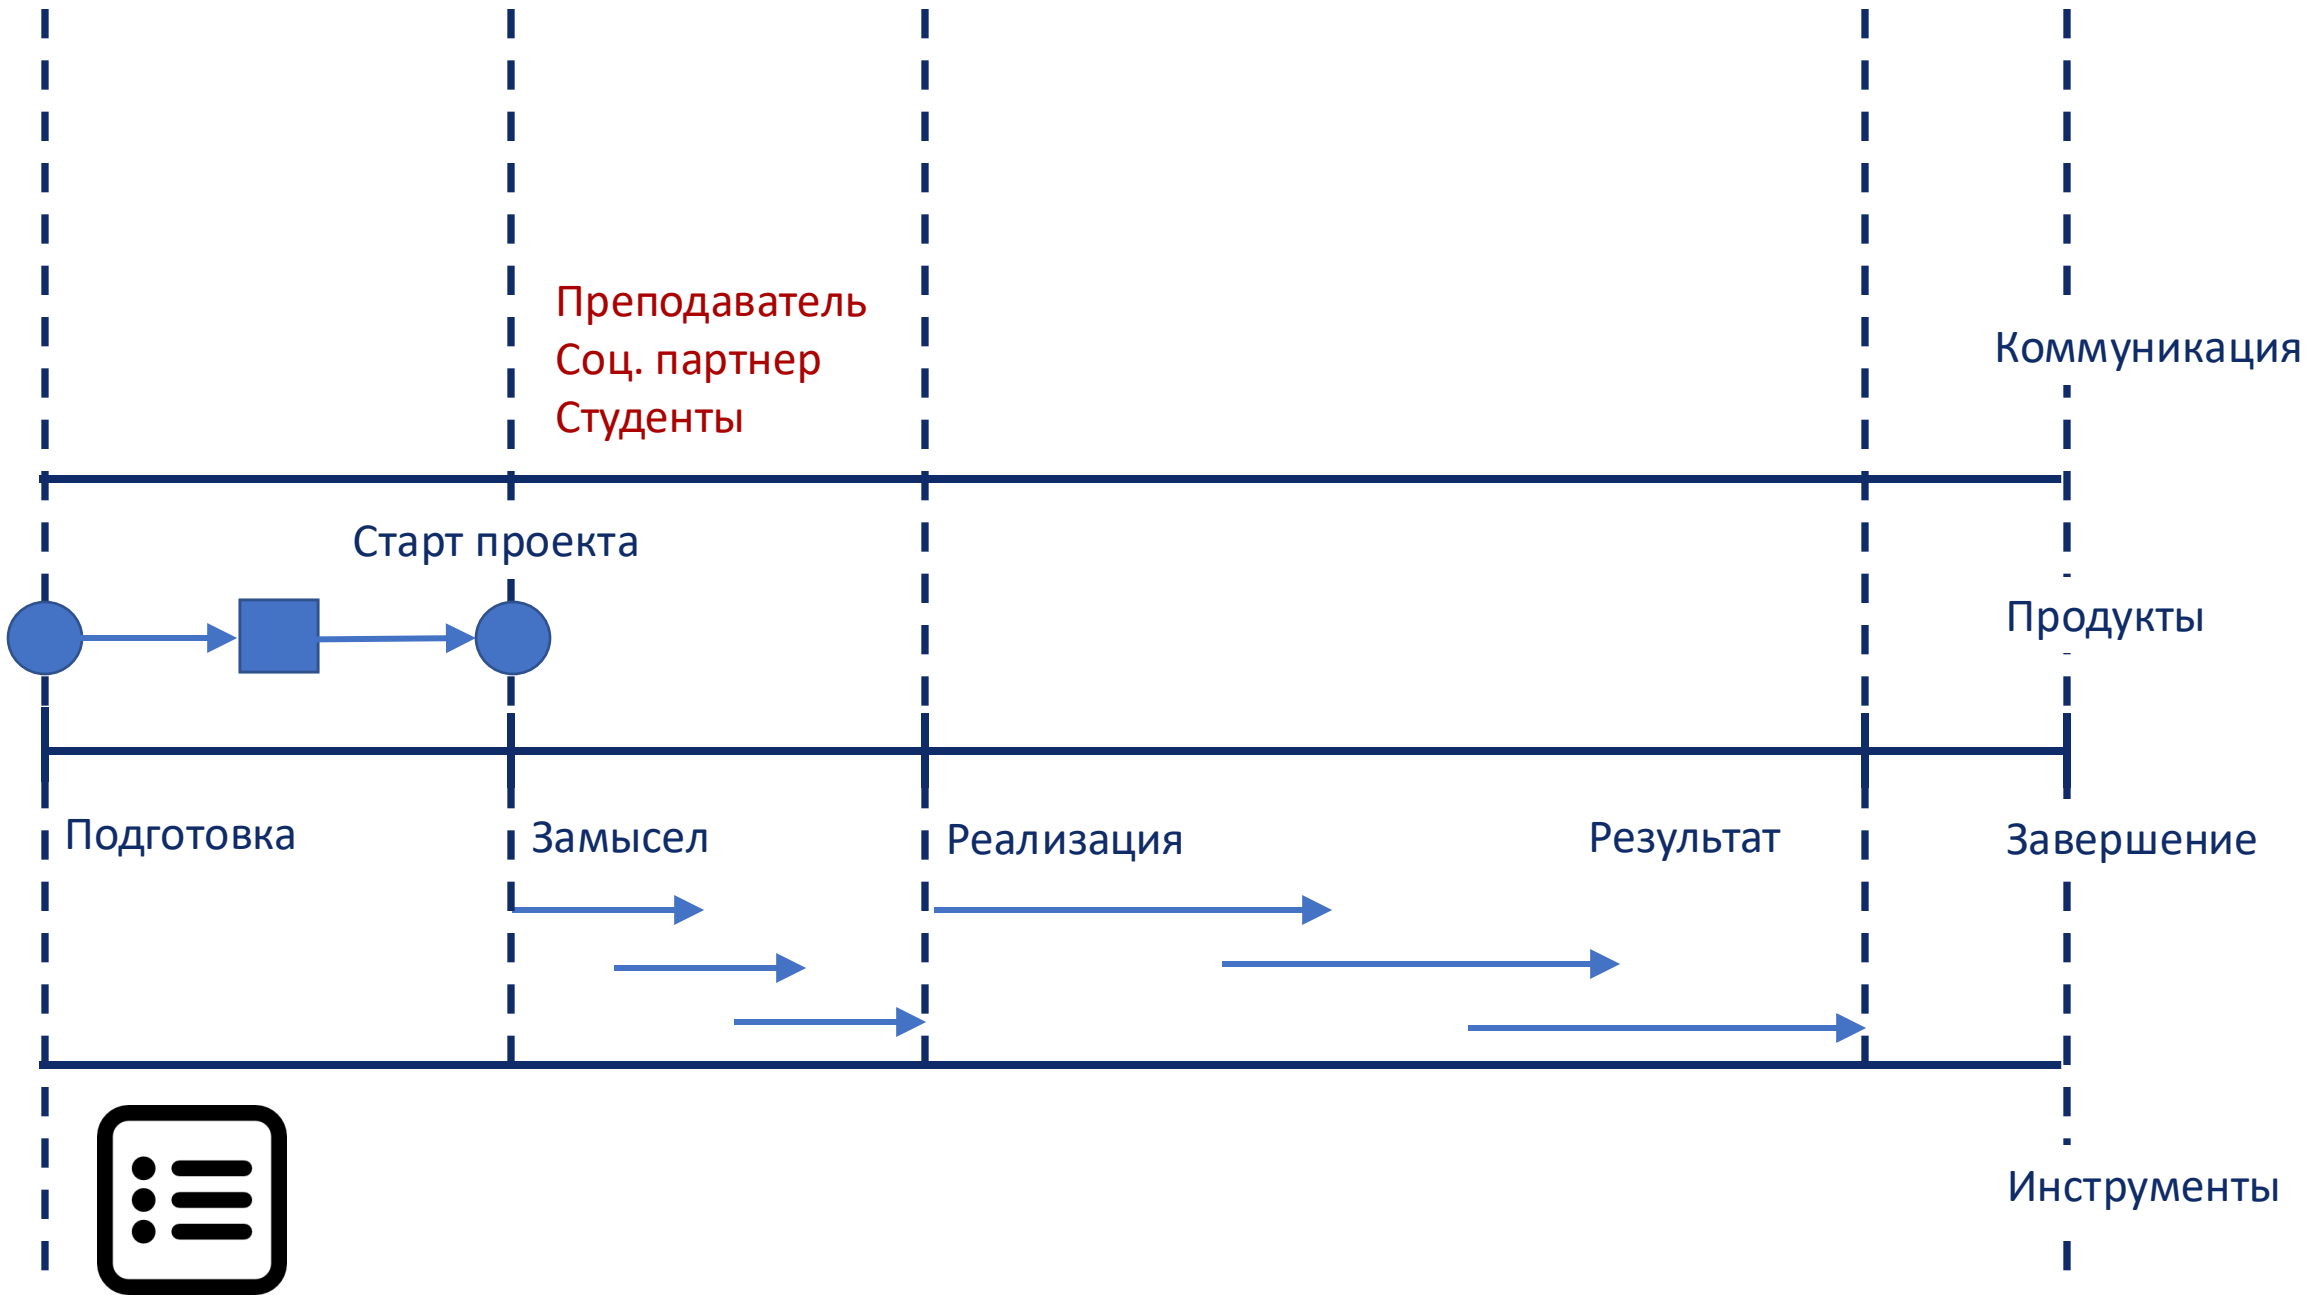 Преподаватель
Соц. партнер
Студенты
Коммуникация
Старт проекта
Продукты
Подготовка
Замысел
Реализация
Результат
Завершение
Инструменты